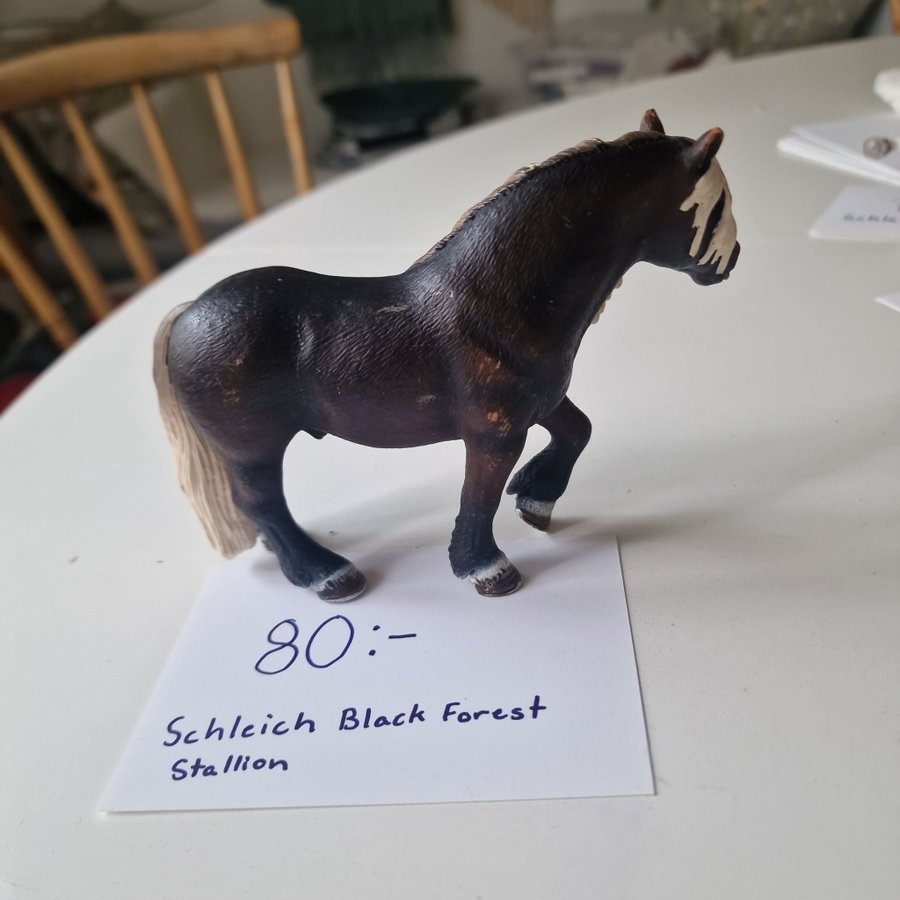 80:-
Schleich Black Forest
Stallion